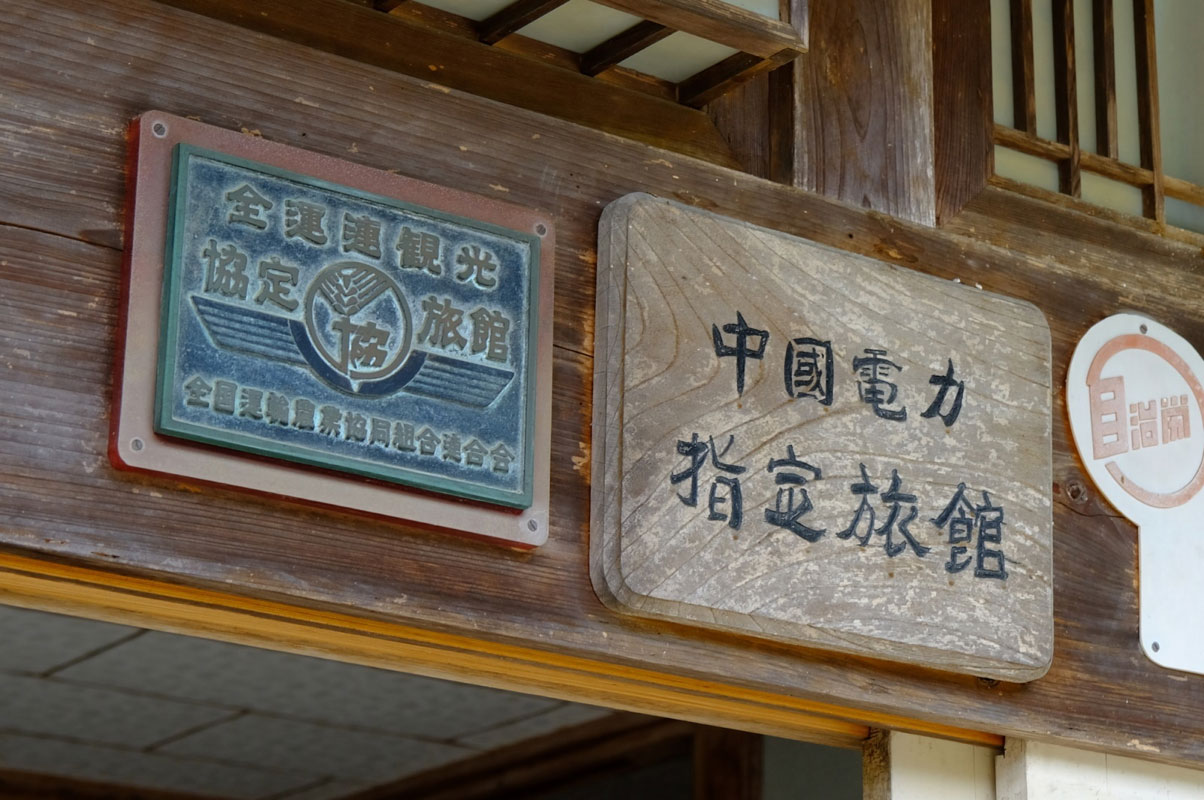 全運連観光
協定 旅館
協
全国運輸農業協同組合連合会
中國電力
指定旅館
自治労